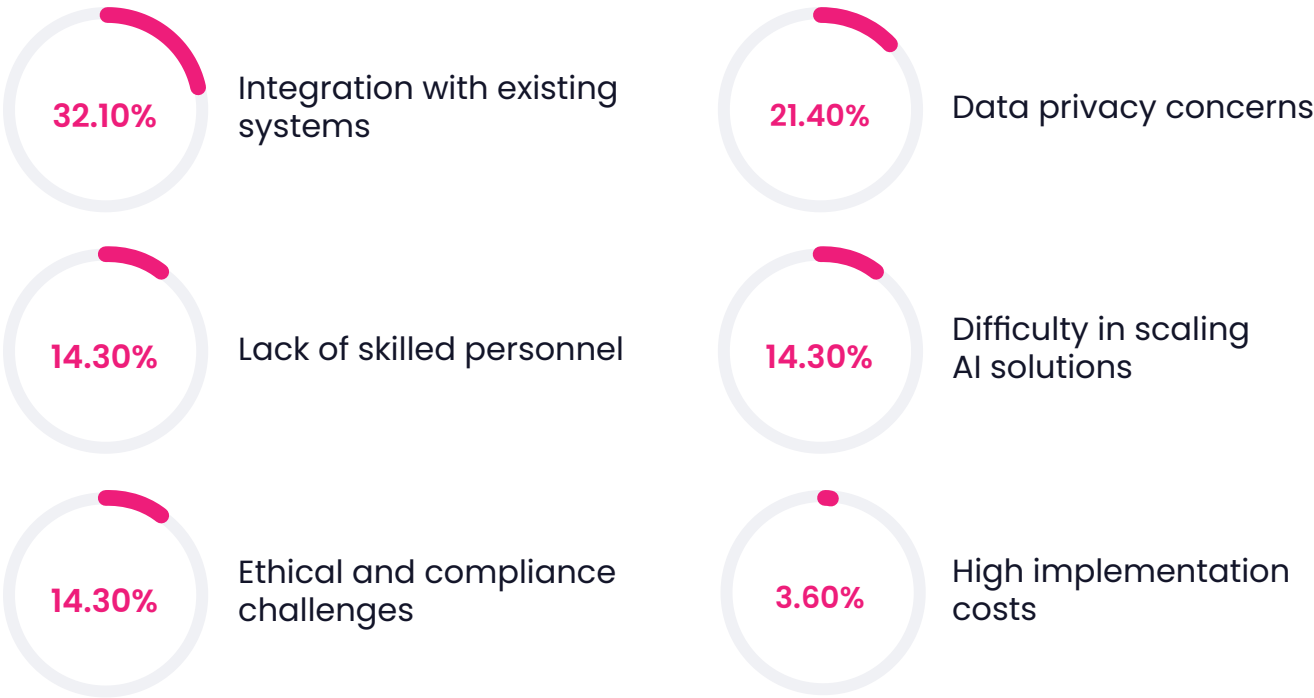 32.10%
Integration with existing
systems
21.40%
Data privacy concerns
14.30%
Lack of skilled personnel
14.30%
Difficulty in scaling
AI solutions
14.30%
Ethical and compliance
challenges
3.60%
High implementation
costs